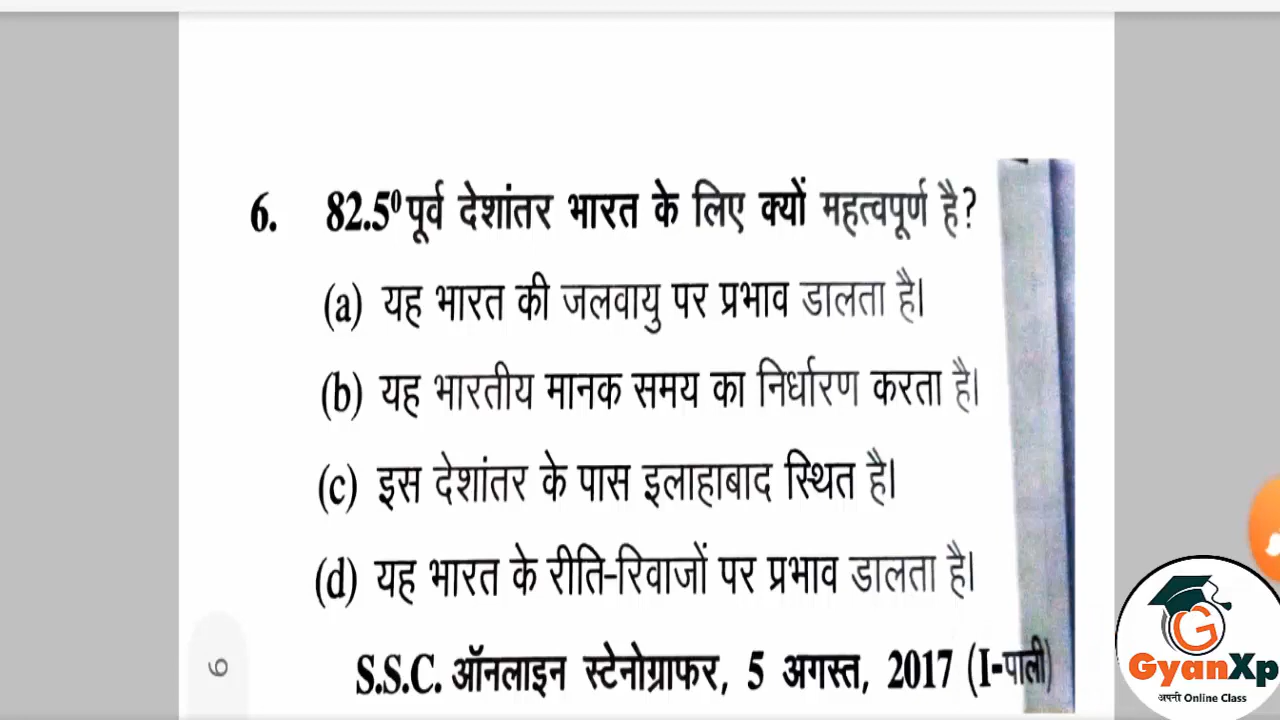 6. 82.5⁰ पूर्व देशांतर भारत के लिए क्यों महत्वपूर्ण है?
(a) यह भारत की जलवायु पर प्रभाव डालता है।
(b) यह भारतीय मानक समय का निर्धारण करता है।
(c) इस देशांतर के पास इलाहाबाद स्थित है।
(d) यह भारत के रीति-रिवाजों पर प्रभाव डालता है।
S.S.C. ऑनलाइन स्टेनोग्राफर, 5 अगस्त, 2017 (I-पाली)
6
G
GyanXp
अपनी Online Class